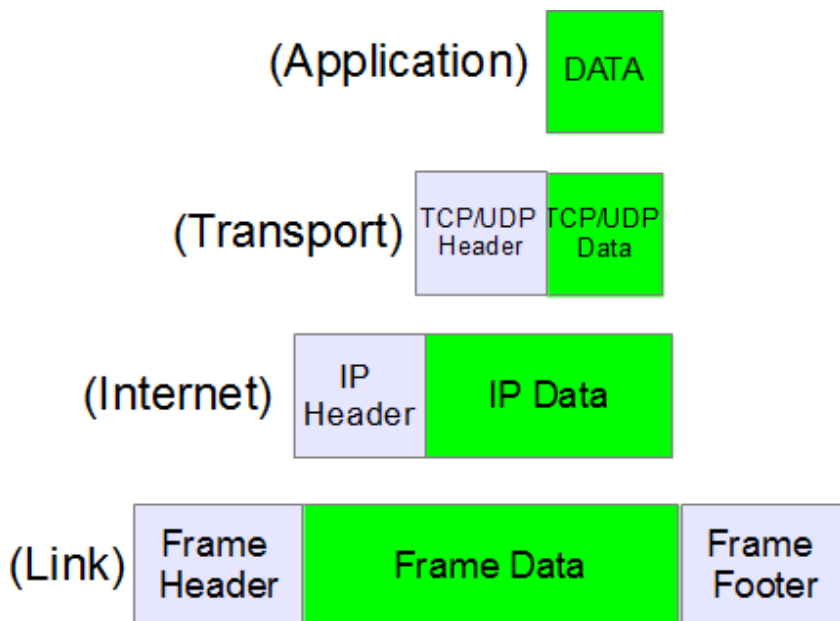 (Application) DATA
(Transport) TCP/UDP TCP/UDP
Header Data
(Internet) IP IP Data
Header
(Link) Frame Frame Data Frame
Header Footer